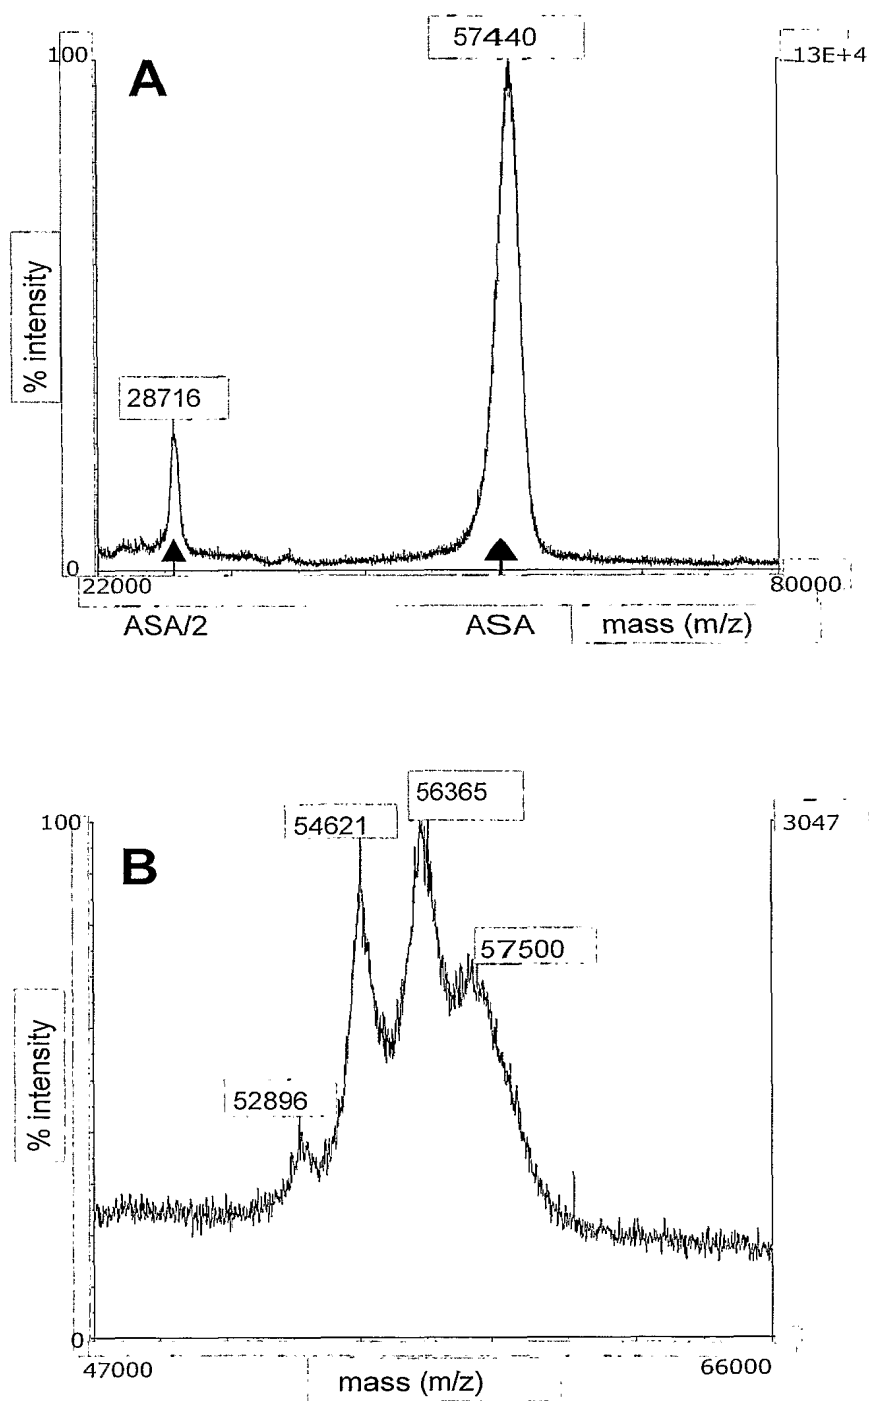 57440
100
13E+4
A
% intensity
28716
0
22000
80000
ASA/2
ASA
mass (m/z)
56365
100
54621
3047
B
57500
% intensity
52896
0
47000
66000
mass (m/z)